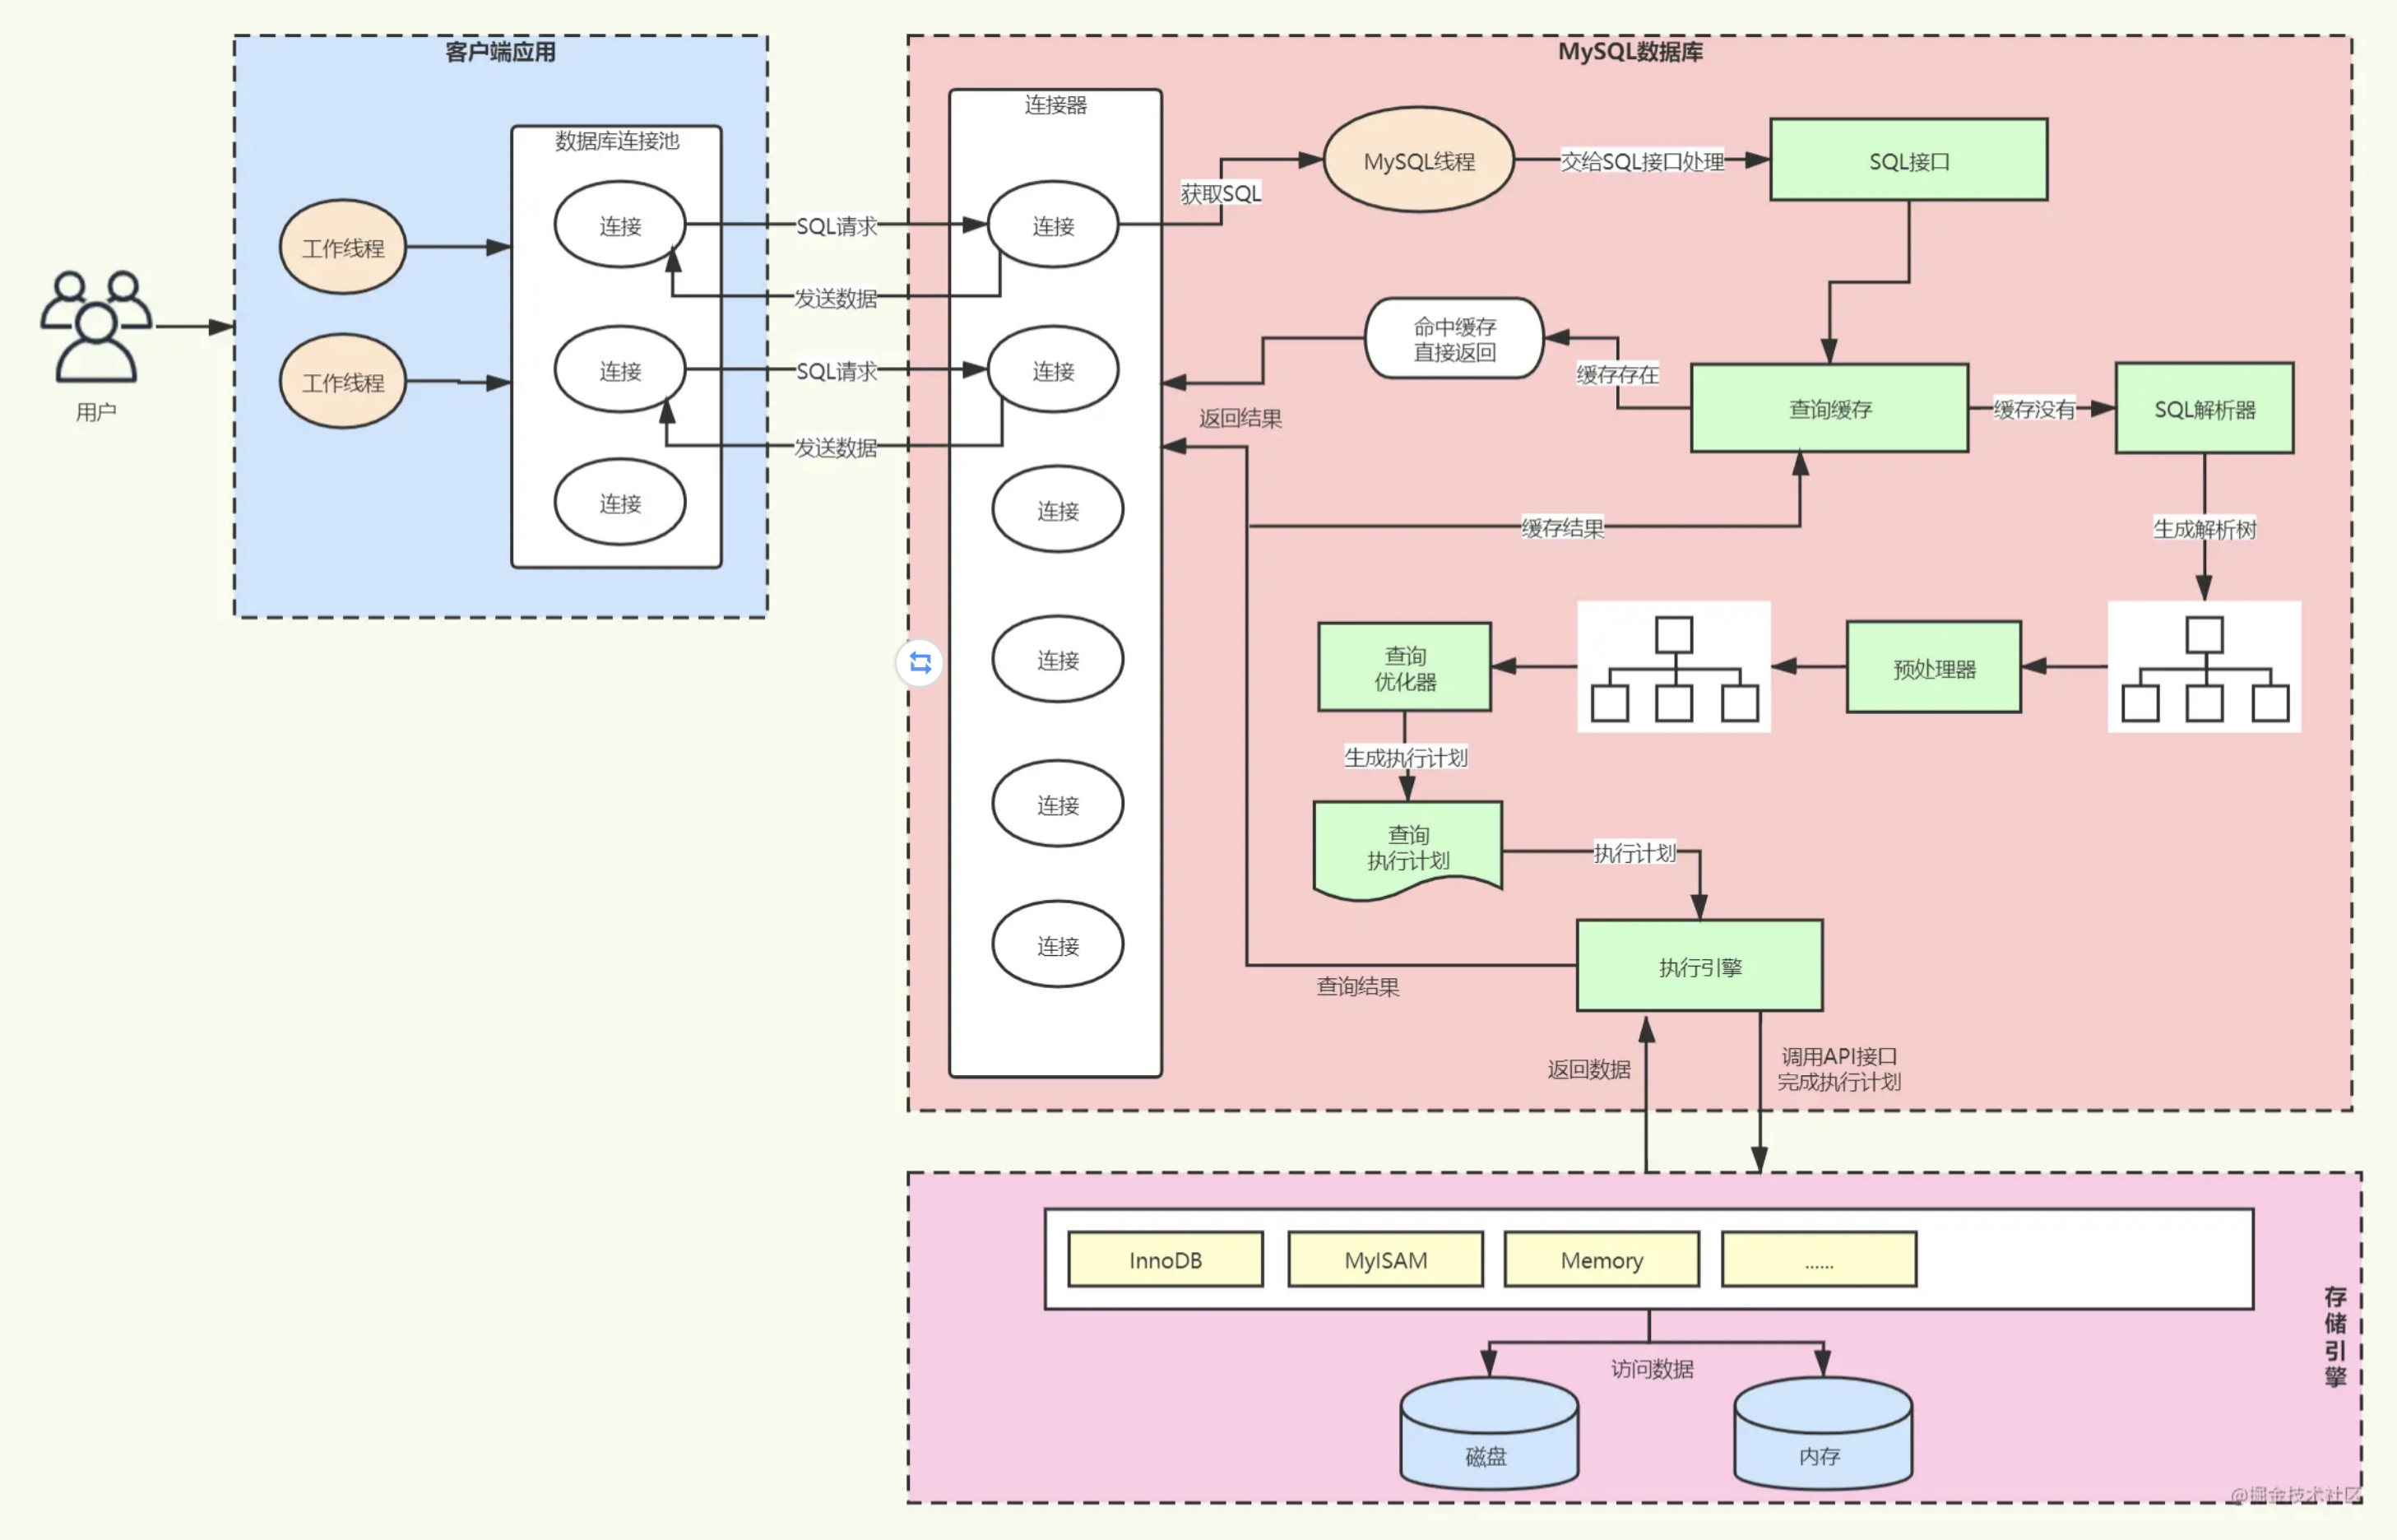 客户端应用
数据库连接池
连接
连接
连接
工作线程
工作线程
用户
SQL请求
发送数据
SQL请求
发送数据
MySQL数据库
连接器
连接
连接
连接
连接
连接
连接
获取SQL
MySQL线程
交给SQL接口处理
SQL接口
命中缓存
直接返回
缓存存在
查询缓存
缓存没有
SQL解析器
返回结果
缓存结果
生成解析树
查询
优化器
预处理器
生成执行计划
查询
执行计划
执行计划
执行引擎
查询结果
返回数据
调用API接口
完成执行计划
InnoDB
MyISAM
Memory
......
存
储
引
擎
访问数据
磁盘
内存
@掘金技术社区